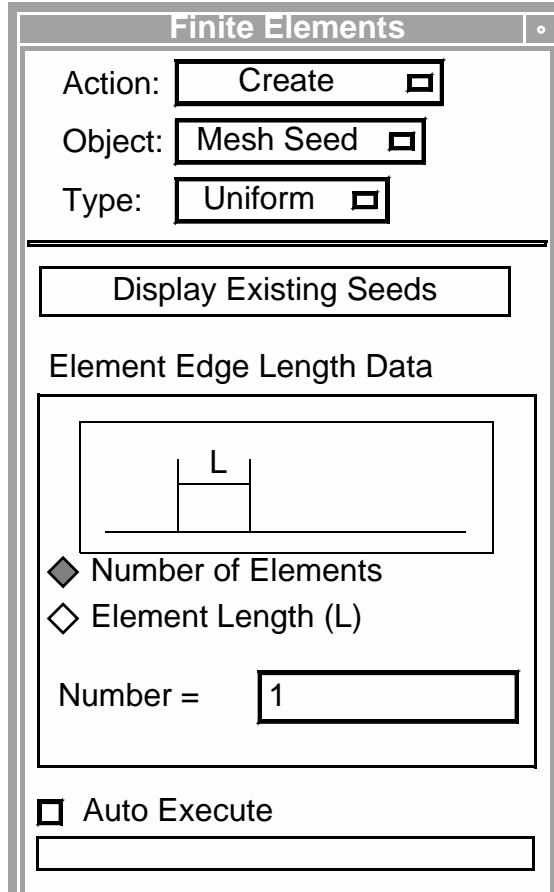 Finite Elements
Action: Create
Object: Mesh Seed
Type: Uniform
Display Existing Seeds
Element Edge Length Data
L
Number of Elements
Element Length (L)
Number = 1
Auto Execute